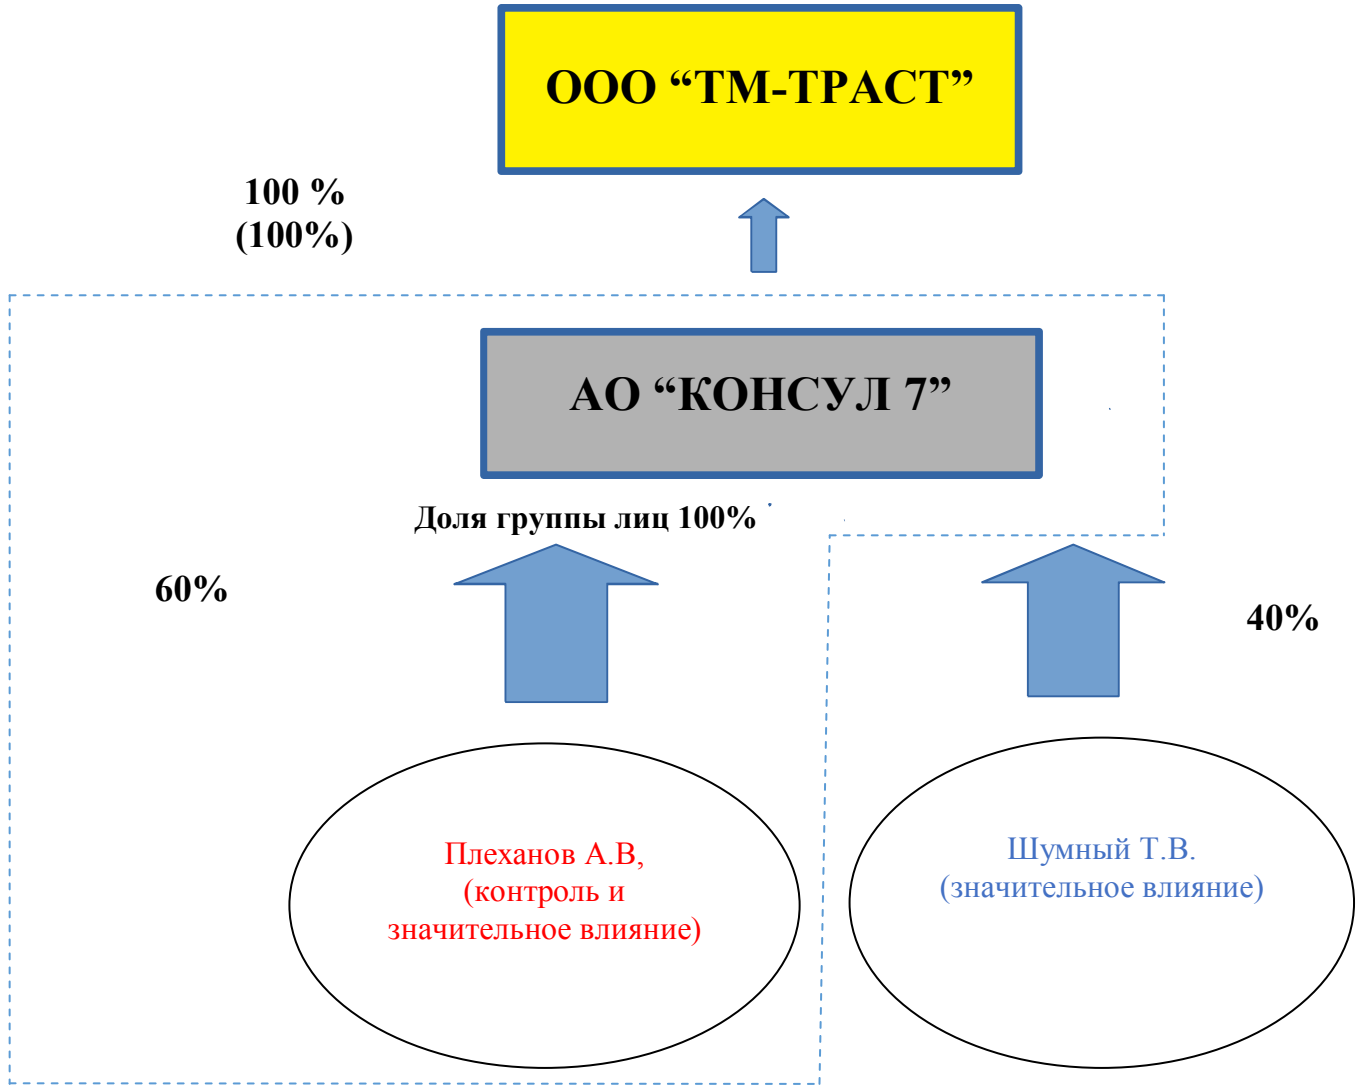 ООО “ТМ-ТРАСТ”
100 %
(100%)
АО “КОНСУЛ 7”
Доля группы лиц 100%
60%
40%
Плеханов А.В,
(контроль и
значительное влияние)
Шумный Т.В.
(значительное влияние)